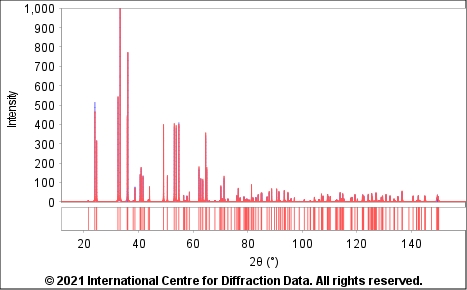 1,000
900
800
700
600
500
400
300
200
100
0
Intensity
20 40 60 80 100 120 140
2θ (°)
© 2021 International Centre for Diffraction Data. All rights reserved.